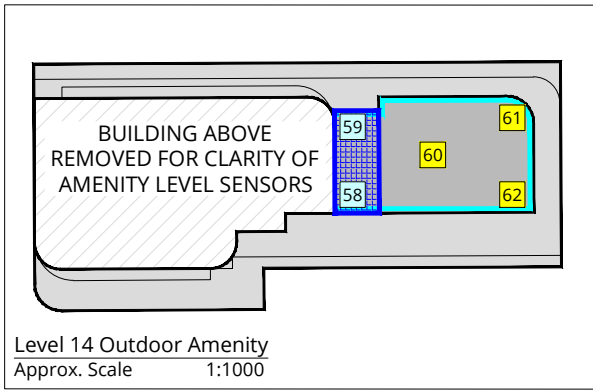 BUILDING ABOVE
REMOVED FOR CLARITY OF
AMENITY LEVEL SENSORS
59
58
60
61
62
Level 14 Outdoor Amenity
Approx. Scale 1:1000